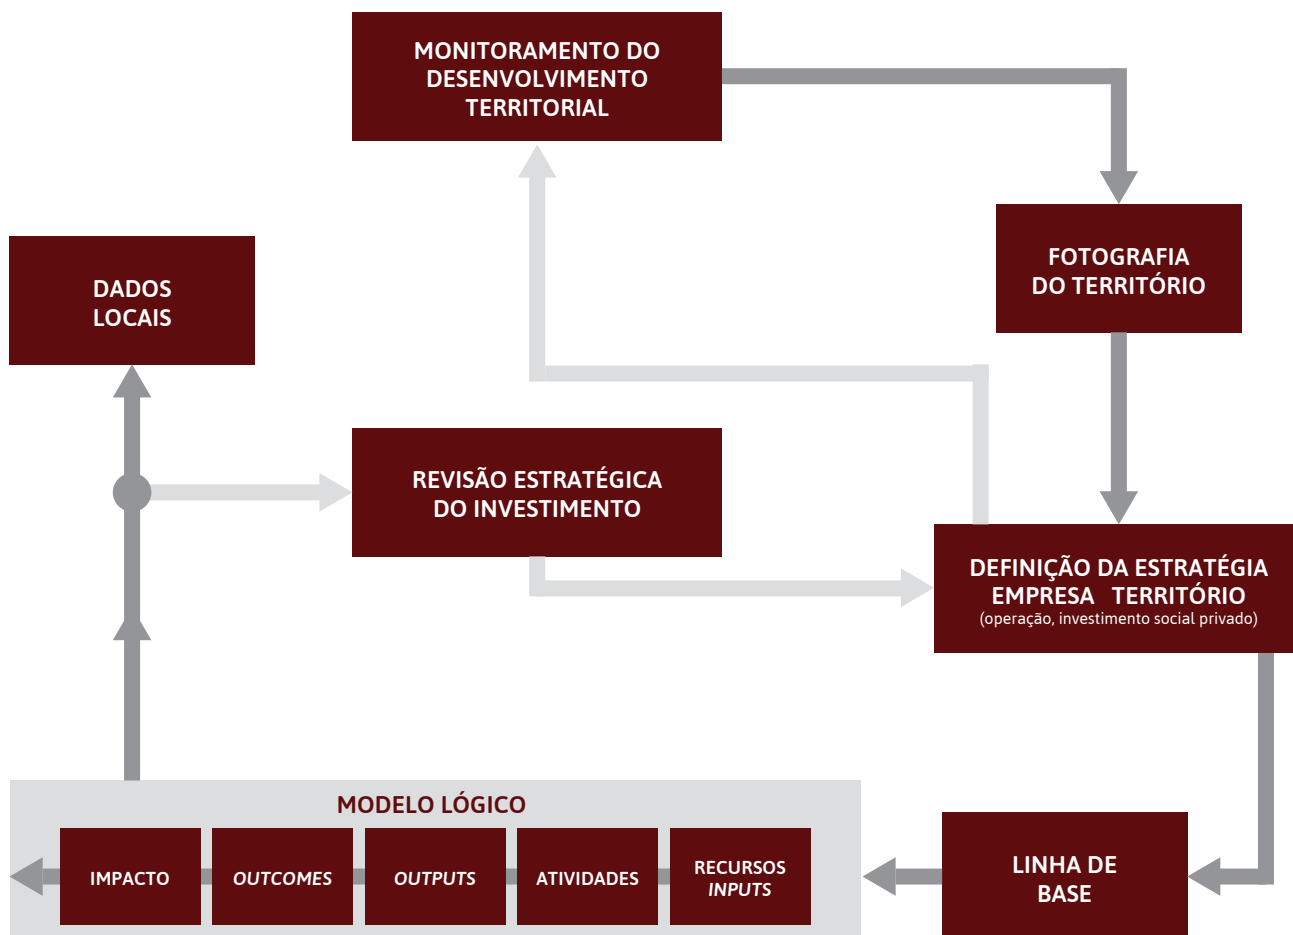 MONITORAMENTO DO
DESENVOLVIMENTO
TERRITORIAL
FOTOGRAFIA
DO TERRITÓRIO
DADOS
LOCAIS
REVISÃO ESTRATÉGICA
DO INVESTIMENTO
DEFINIÇÃO DA ESTRATÉGIA
EMPRESA TERRITÓRIO
(operação, investimento social privado)
MODELO LÓGICO
IMPACTO
OUTCOMES
OUTPUTS
ATIVIDADES
RECURSOS
INPUTS
LINHA DE
BASE